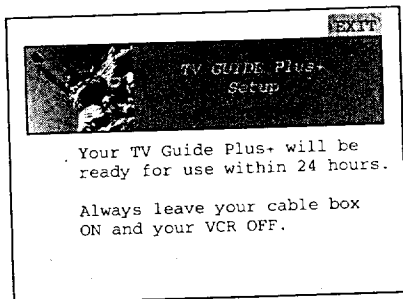 EXIT
TV GUIDE Plus+
Setup
Your TV Guide Plus+ will be
ready for use within 24 hours.
Always leave your cable box
ON and your VCR OFF.